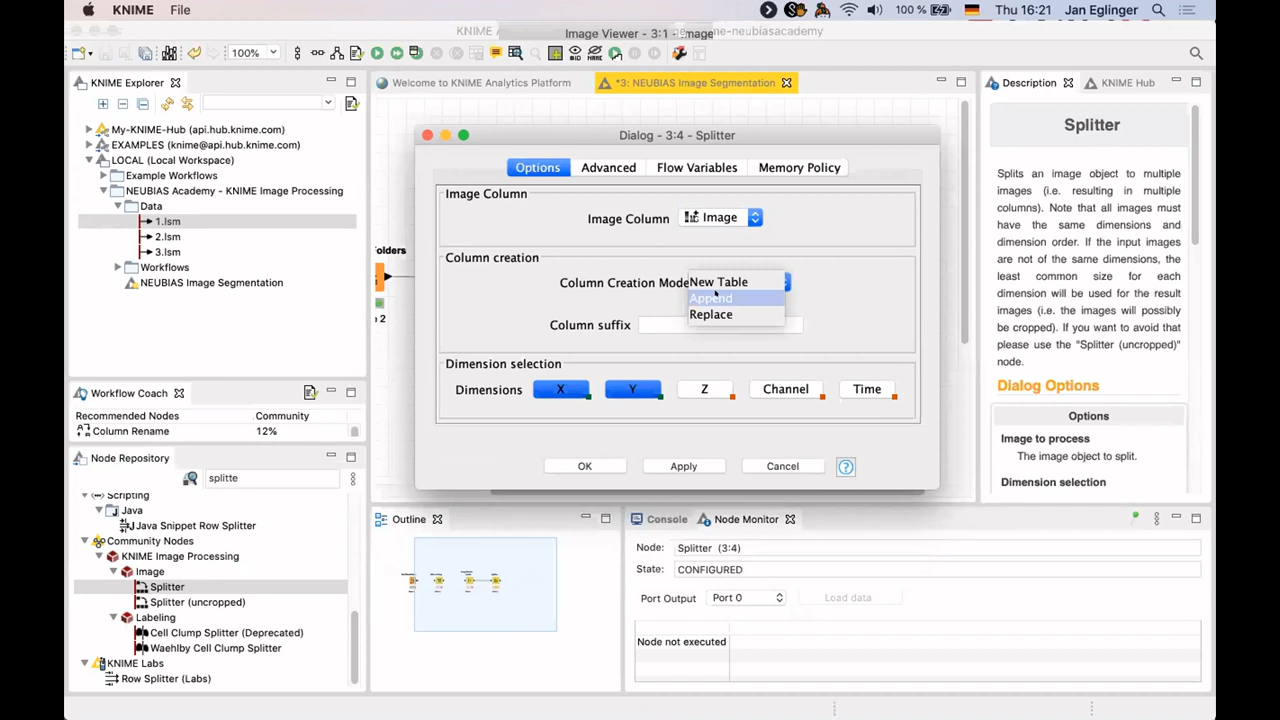 KNIME File 100 % Thu 16:21 Jan Eglinger
Image Viewer - 3:1 - Image
100%
KNIME Explorer
Welcome to KNIME Analytics Platform
*3: NEUBIAS Image Segmentation
Description
KNIME Hub
My-KNIME-Hub (api.hub.knime.com)
EXAMPLES (knime@api.hub.knime.com)
LOCAL (Local Workspace)
Example Workflows
NEUBIAS Academy - KNIME Image Processing
Data
1.lsm
2.lsm
3.lsm
Workflows
NEUBIAS Image Segmentation
Workflow Coach
Recommended Nodes Community
Column Rename 12%
Node Repository
splitte
Scripting
Java
Java Snippet Row Splitter
Community Nodes
KNIME Image Processing
Image
Splitter
Splitter (uncropped)
Labeling
Cell Clump Splitter (Deprecated)
Waehlby Cell Clump Splitter
KNIME Labs
Row Splitter (Labs)
Dialog - 3:4 - Splitter
Options Advanced Flow Variables Memory Policy
Image Column
Image Column Image
Column creation
Column Creation Mode New Table
Append
Replace
Column suffix
Dimension selection
Dimensions X Y Z Channel Time
OK Apply Cancel ?
Splitter
Splits an image object to multiple
images (i.e. resulting in multiple
columns). Note that all images must
have the same dimensions and
dimension order. If the input images
are not of the same dimensions, the
least common size for each
dimension will be used for the result
images (i.e. the images will possibly
be cropped). If you want to avoid that
please use the "Splitter (uncropped)"
node.
Dialog Options
Options
Image to process
The image object to split.
Dimension selection
Outline
Console
Node Monitor
Node: Splitter (3:4)
State: CONFIGURED
Port Output Port 0 Load data
Node not executed